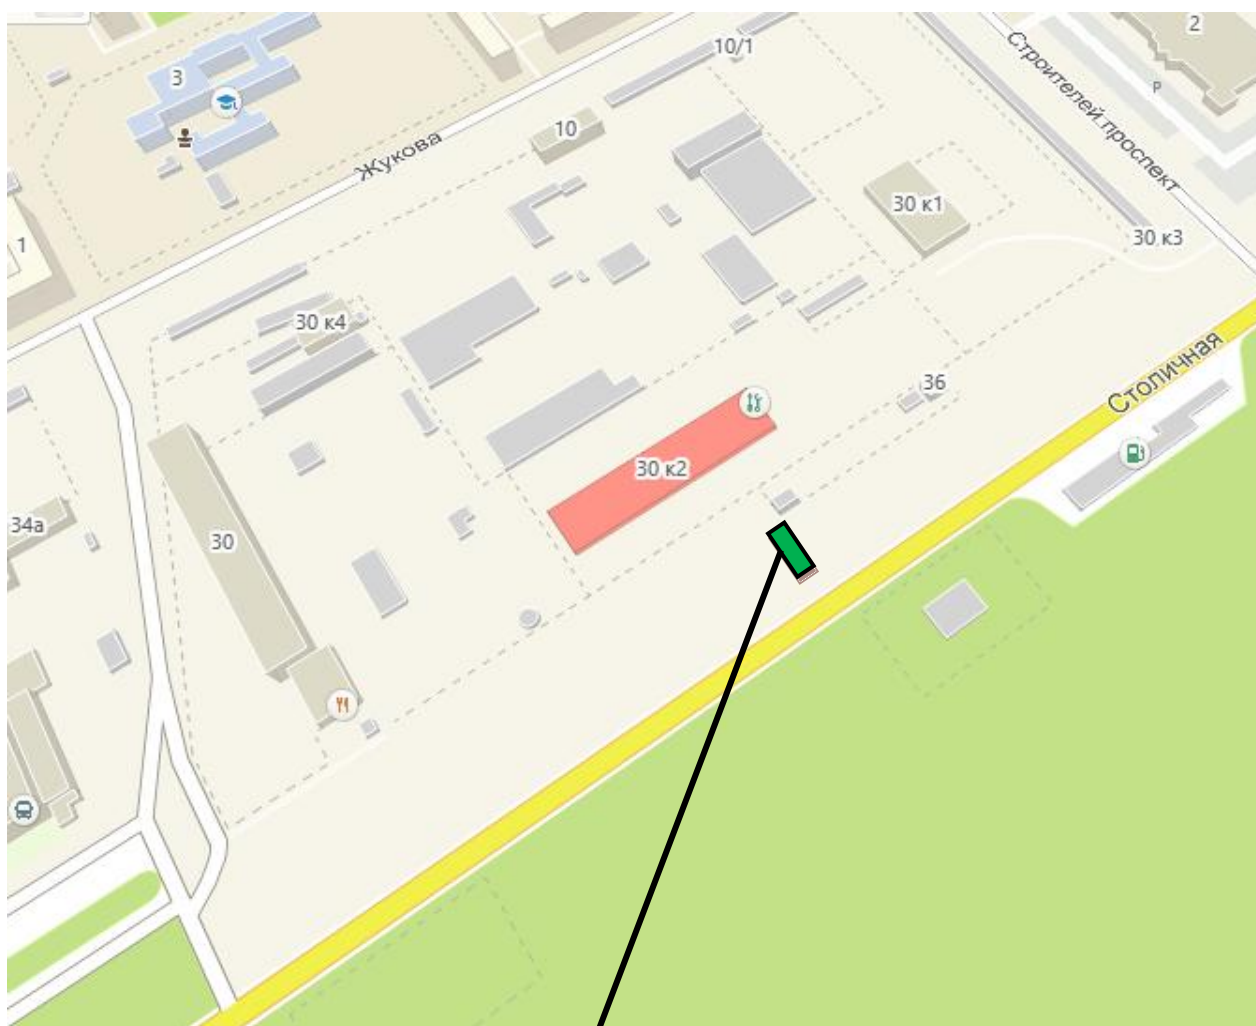 2
10/1
Строителей проспект
3
P
10
Жукова
30 к1
1
30 к3
30 к4
Столичная
36
30 к2
34а
30